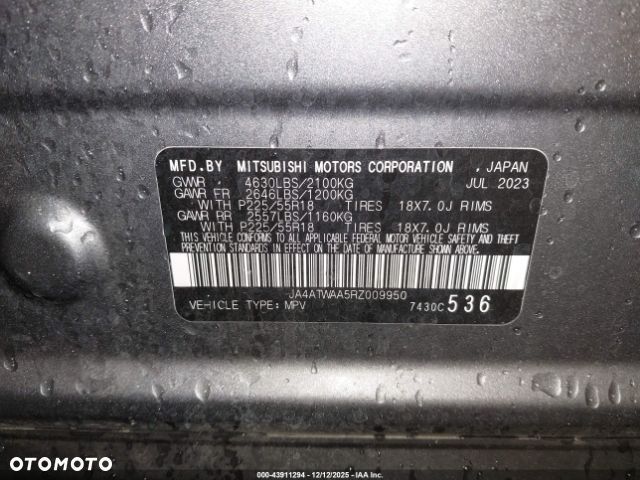 MFD.BY MITSUBISHI MOTORS CORPORATION , JAPAN
GVWR . 4630LBS/2100KG JUL 2023
GAWR FR 2646LBS/1200KG
WITH P225/55R18 TIRES 18X7.0J RIMS
GAWR RR 2557LBS/1160KG
WITH P225/55R18 TIRES 18X7.0J RIMS
THIS VEHICLE CONFORMS TO ALL APPLICABLE FEDERAL MOTOR VEHICLE SAFETY AND THEFT
PREVENTION STANDARDS IN EFFECT ON THE DATE OF MANUFACTURE SHOWN ABOVE.
JA4ATWAA5RZ009950
VEHICLE TYPE: MPV 7430C 536
OTOMOTO
000-43911294 - 12/12/2025 - IAA Inc.
OTOMOTO